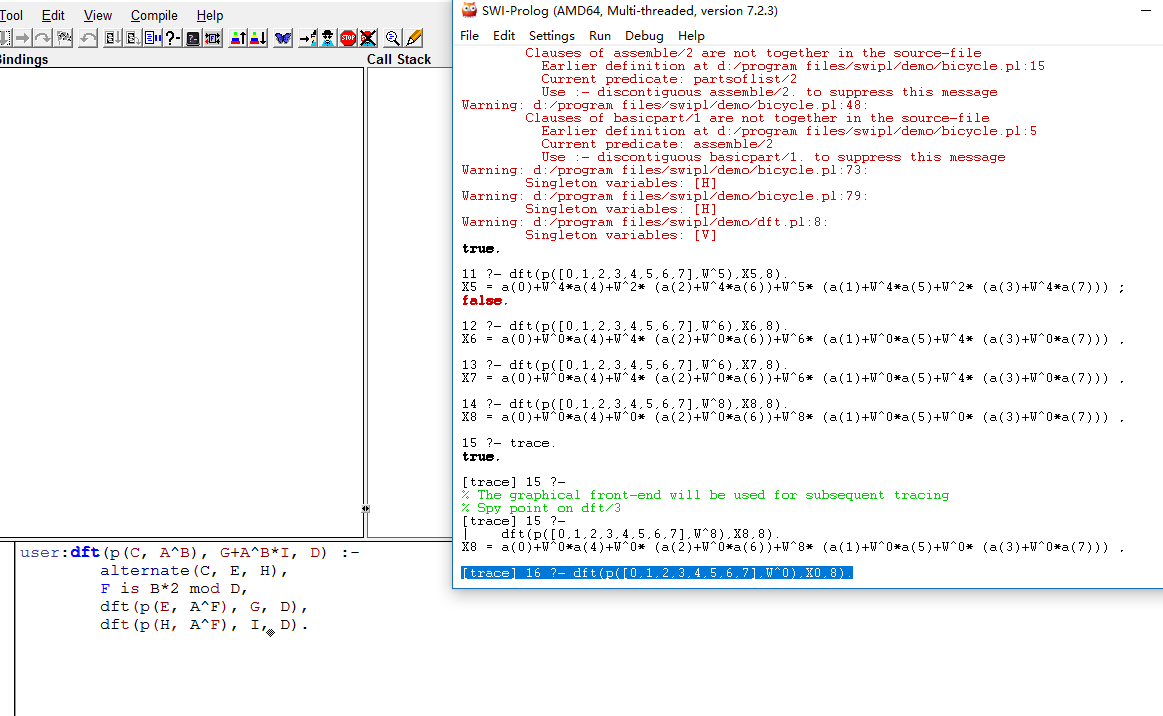 Tool Edit View Compile Help
Bindings
Call Stack
STOP
user:dft(p(C, A^B), G+A^B*I, D) :-
alternate(C, E, H),
F is B*2 mod D,
dft(p(E, A^F), G, D),
dft(p(H, A^F), I, D).
SWI-Prolog (AMD64, Multi-threaded, version 7.2.3)
File Edit Settings Run Debug Help
Clauses of assemble/2 are not together in the source-file
Earlier definition at d:/program files/swipl/demo/bicycle.pl:15
Current predicate: partsoflist/2
Use :- discontiguous assemble/2. to suppress this message
Warning: d:/program files/swipl/demo/bicycle.pl:48:
Clauses of basicpart/1 are not together in the source-file
Earlier definition at d:/program files/swipl/demo/bicycle.pl:5
Current predicate: assemble/2
Use :- discontiguous basicpart/1. to suppress this message
Warning: d:/program files/swipl/demo/bicycle.pl:73:
Singleton variables: [H]
Warning: d:/program files/swipl/demo/bicycle.pl:79:
Singleton variables: [H]
Warning: d:/program files/swipl/demo/dft.pl:8:
Singleton variables: [V]
true.
11 ?- dft(p([0,1,2,3,4,5,6,7],W^5),X5,8).
X5 = a(0)+W^4*a(4)+W^2* (a(2)+W^4*a(6))+W^5* (a(1)+W^4*a(5)+W^2* (a(3)+W^4*a(7))) ;
false.
12 ?- dft(p([0,1,2,3,4,5,6,7],W^6),X6,8).
X6 = a(0)+W^0*a(4)+W^4* (a(2)+W^0*a(6))+W^6* (a(1)+W^0*a(5)+W^4* (a(3)+W^0*a(7))) .
13 ?- dft(p([0,1,2,3,4,5,6,7],W^6),X7,8).
X7 = a(0)+W^0*a(4)+W^4* (a(2)+W^0*a(6))+W^6* (a(1)+W^0*a(5)+W^4* (a(3)+W^0*a(7))) .
14 ?- dft(p([0,1,2,3,4,5,6,7],W^8),X8,8).
X8 = a(0)+W^0*a(4)+W^0* (a(2)+W^0*a(6))+W^8* (a(1)+W^0*a(5)+W^0* (a(3)+W^0*a(7))) .
15 ?- trace.
true.
[trace] 15 ?-
% The graphical front-end will be used for subsequent tracing
% Spy point on dft/3
[trace] 15 ?-
| dft(p([0,1,2,3,4,5,6,7],W^8),X8,8).
X8 = a(0)+W^0*a(4)+W^0* (a(2)+W^0*a(6))+W^8* (a(1)+W^0*a(5)+W^0* (a(3)+W^0*a(7))) .
[trace] 16 ?- dft(p([0,1,2,3,4,5,6,7],W^0),X0,8).